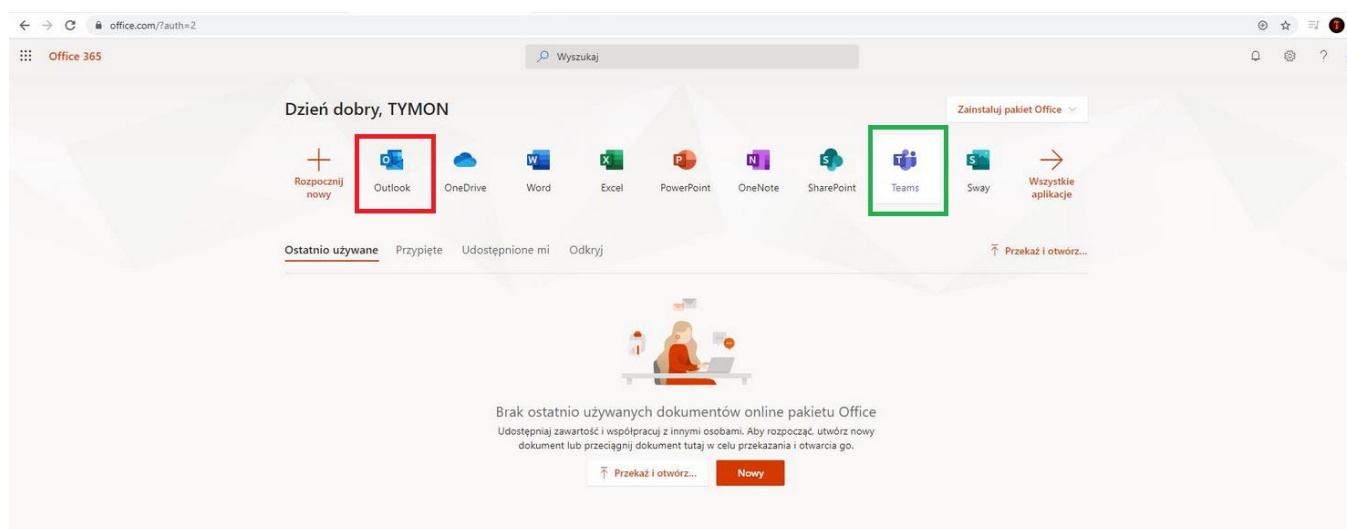 office.com/?auth=2
Office 365
Wyszukaj
?
Dzień dobry, TYMON
Zainstaluj pakiet Office
Rozpocznij
nowy
Outlook
OneDrive
Word
Excel
PowerPoint
OneNote
SharePoint
Teams
Sway
Wszystkie
aplikacje
Ostatnio używane Przypięte Udostępnione mi Odkryj
Przekaż i otwórz...
Brak ostatnio używanych dokumentów online pakietu Office
Udostępniaj zawartość i współpracuj z innymi osobami. Aby rozpocząć, utwórz nowy
dokument lub przeciągnij dokument tutaj w celu przekazania i otwarcia go.
Przekaż i otwórz...
Nowy